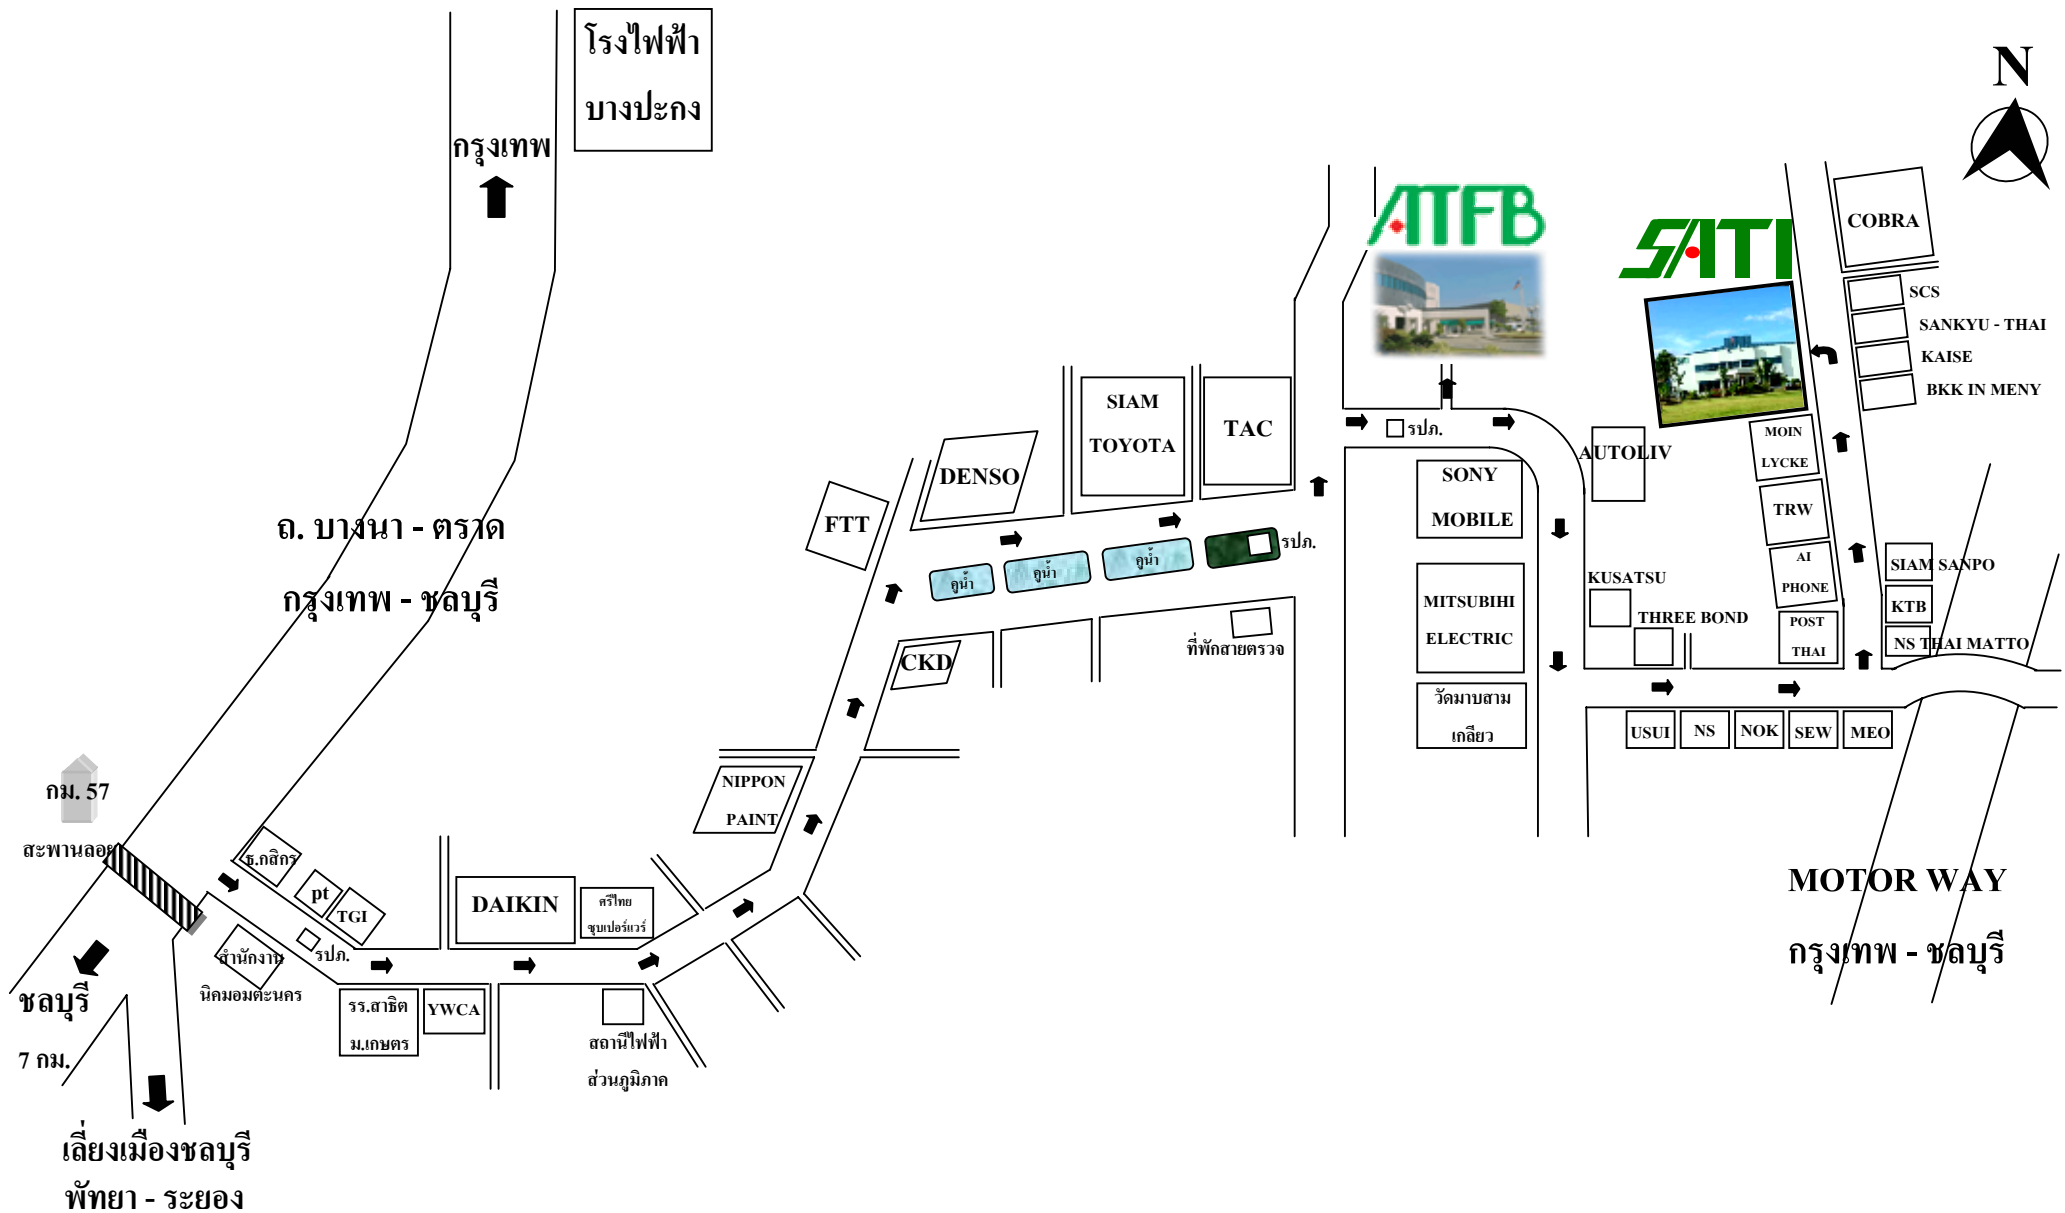 โรงไฟฟ้า
บางปะกง
N
กรุงเทพ
ATFB
SATI
COBRA
SCS
SANKYU - THAI
KAISE
BKK IN MENY
SIAM
TOYOTA
TAC
รปภ.
MOIN
LYCKE
AUTOLIV
DENSO
SONY
MOBILE
TRW
FTT
ถ. บางนา - ตราด
กรุงเทพ - ชลบุรี
คูน้ำ
คูน้ำ
คูน้ำ
รปภ.
AI
PHONE
SIAM SANPO
KUSATSU
MITSUBIHI
ELECTRIC
KTB
THREE BOND
POST
THAI
NS THAI MATTO
ที่พักสายตรวจ
CKD
วัดมาบสาม
เกลียว
USUI
NS
NOK
SEW
MEO
NIPPON
PAINT
กม. 57
สะพานลอย
ธ.กสิกร
pt
TGI
DAIKIN
ศรีไทย
ซุบเปอร์แวร์
MOTOR WAY
กรุงเทพ - ชลบุรี
สำนักงาน
นิคมอมตะนคร
รปภ.
ชลบุรี
7 กม.
รร.สาธิต
ม.เกษตร
YWCA
สถานีไฟฟ้า
ส่วนภูมิภาค
เลี่ยงเมืองชลบุรี
พัทยา - ระยอง